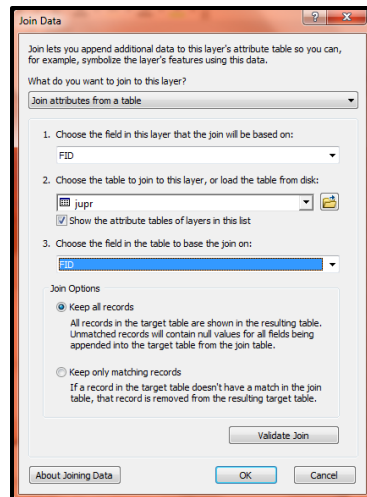 Join Data
Join lets you append additional data to this layer's attribute table so you can,
for example, symbolize the layer's features using this data.
What do you want to join to this layer?
Join attributes from a table
1. Choose the field in this layer that the join will be based on:
FID
2. Choose the table to join to this layer, or load the table from disk:
jupr
Show the attribute tables of layers in this list
3. Choose the field in the table to base the join on:
FID
Join Options
Keep all records
All records in the target table are shown in the resulting table.
Unmatched records will contain null values for all fields being
appended into the target table from the join table.
Keep only matching records
If a record in the target table doesn't have a match in the join
table, that record is removed from the resulting target table.
Validate Join
About Joining Data
OK
Cancel